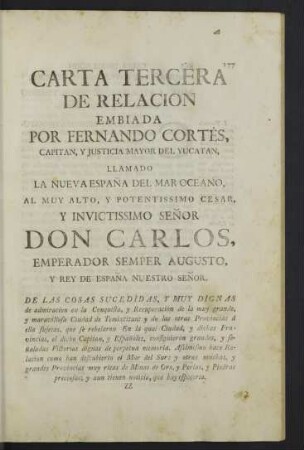 177
CARTA TERCERA
DE RELACION
EMBIADA
POR FERNANDO CORTÉS,
CAPITAN, Y JUSTICIA MAYOR DEL YUCATAN,
LLAMADO
LA NUEVA ESPAÑA DEL MAR OCEANO,
AL MUY ALTO, Y POTENTISSIMO CESAR,
Y INVICTISSIMO SEÑOR
DON CARLOS,
EMPERADOR SEMPER AUGUSTO,
Y REY DE ESPAÑA NUESTRO SEÑOR.
DE LAS COSAS SUCEDIDAS, Y MUY DIGNAS
de admiracion en la Conquista, y Recuperacion de la muy grande,
y maravillosa Ciudad de Temixtitan; y de las otras Provincias à
ella sujetas, que se rebelaron. En la qual Ciudad, y dichas Pro-
vincias, el dicho Capitan, y Españoles, consiguieron grandes, y se-
ñaladas Victorias dignas de perpetua memoria. Assimismo hace Re-
lacion como han descubierto el Mar del Sur; y otras muchas, y
grandes Provincias muy ricas de Minas de Oro, y Perlas, y Piedras
preciosas; y aun tienen noticia, que hay Especeria.